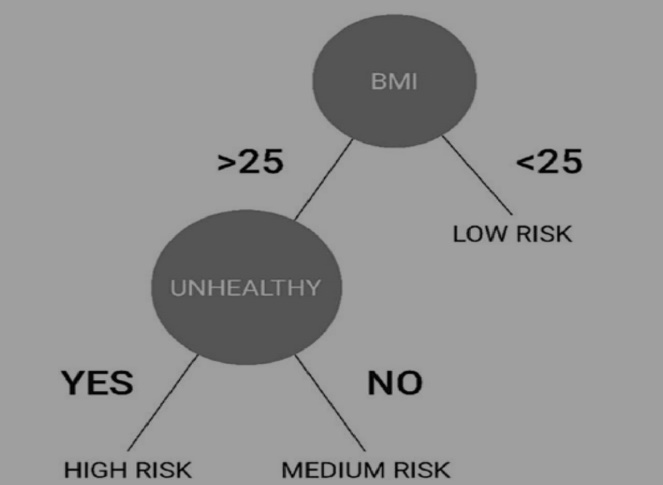 BMI
>25
<25
LOW RISK
UNHEALTHY
YES
NO
HIGH RISK
MEDIUM RISK